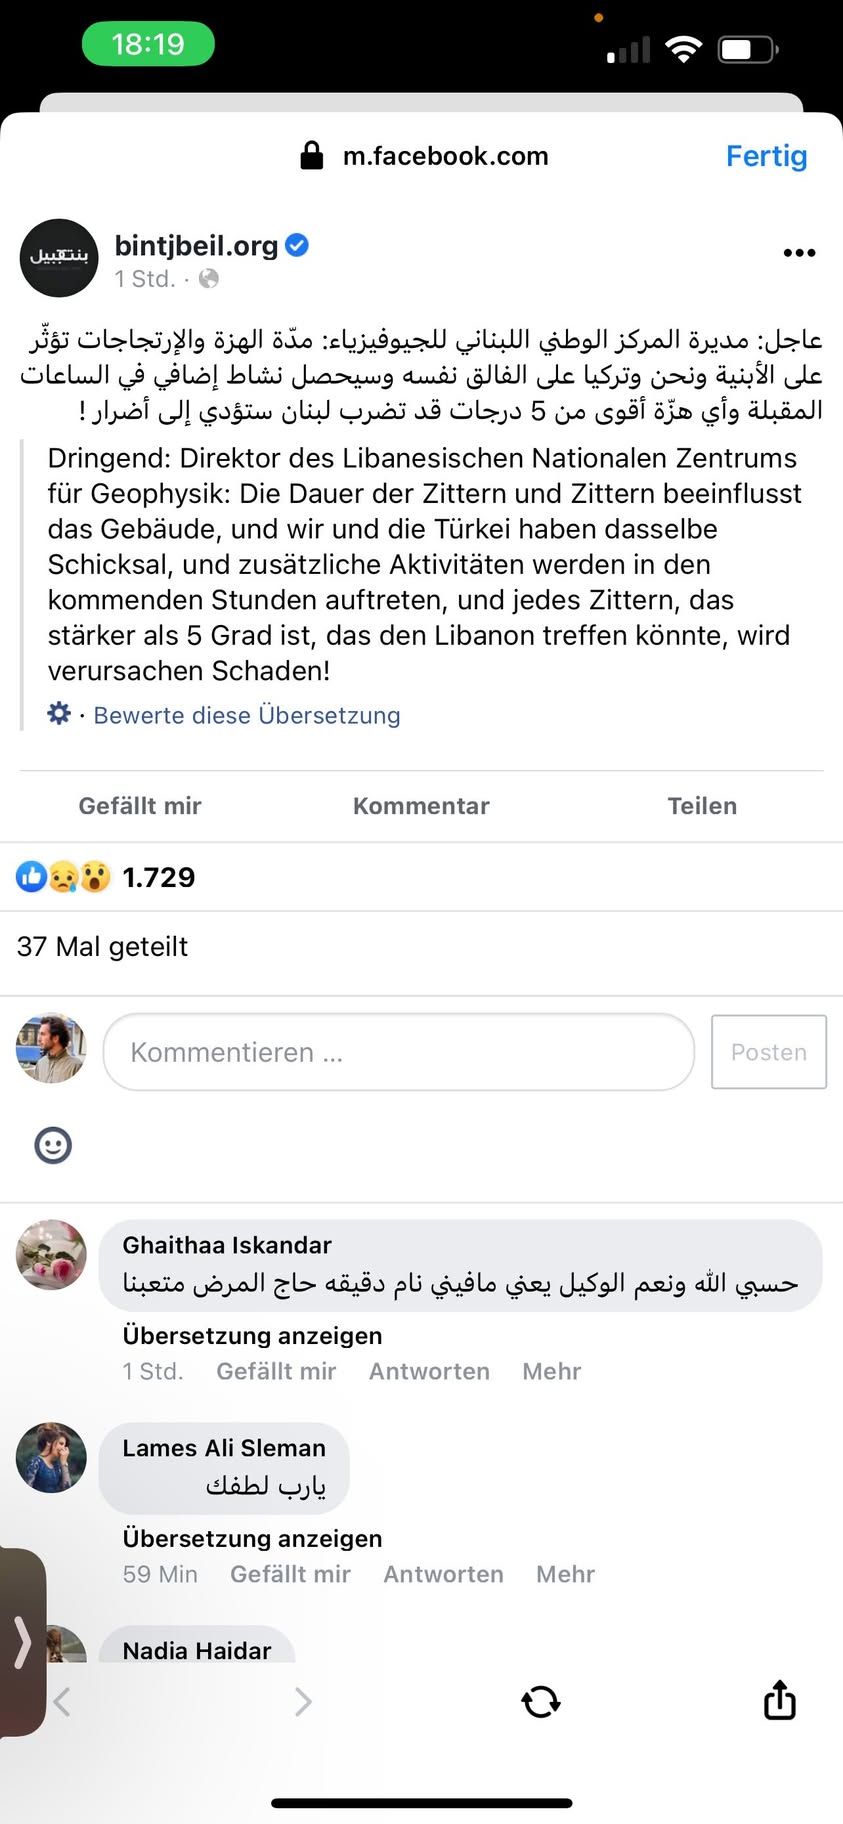 18:19
m.facebook.com
Fertig
بنتجبيل
bintjbeil.org
1 Std. ·
عاجل: مديرة المركز الوطني اللبناني للجيوفيزياء: مدّة الهزة والإرتجاجات تؤثّر
على الأبنية ونحن وتركيا على الفالق نفسه وسيحصل نشاط إضافي في الساعات
المقبلة وأي هزّة أقوى من 5 درجات قد تضرب لبنان ستؤدي إلى أضرار !
Dringend: Direktor des Libanesischen Nationalen Zentrums
für Geophysik: Die Dauer der Zittern und Zittern beeinflusst
das Gebäude, und wir und die Türkei haben dasselbe
Schicksal, und zusätzliche Aktivitäten werden in den
kommenden Stunden auftreten, und jedes Zittern, das
stärker als 5 Grad ist, das den Libanon treffen könnte, wird
verursachen Schaden!
· Bewerte diese Übersetzung
Gefällt mir Kommentar Teilen
1.729
37 Mal geteilt
Kommentieren ...
Posten
Ghaithaa Iskandar
حسبي الله ونعم الوكيل يعني مافيني نام دقيقه حاج المرض متعبنا
Übersetzung anzeigen
1 Std. Gefällt mir Antworten Mehr
Lames Ali Sleman
يارب لطفك
Übersetzung anzeigen
59 Min Gefällt mir Antworten Mehr
Nadia Haidar